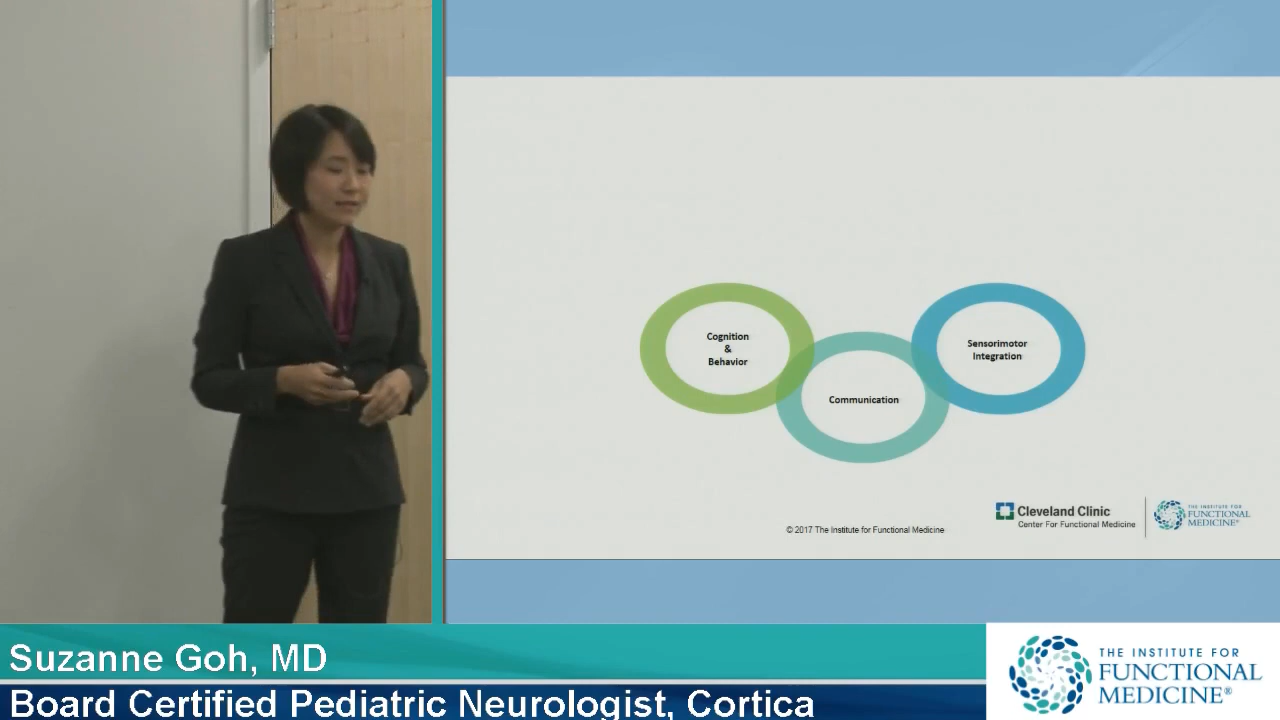 Cognition
&
Behavior
Communication
Sensorimotor
Integration
© 2017 The Institute for Functional Medicine
Cleveland Clinic
Center For Functional Medicine
THE INSTITUTE FOR
FUNCTIONAL
MEDICINE®
Suzanne Goh, MD
Board Certified Pediatric Neurologist, Cortica
THE INSTITUTE FOR
FUNCTIONAL
MEDICINE®